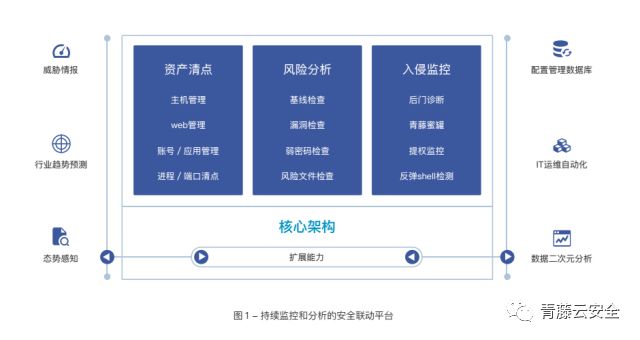 威胁情报
行业趋势预测
态势感知
资产清点
主机管理
web管理
账号 / 应用管理
进程 / 端口清点
风险分析
基线检查
漏洞检查
弱密码检查
风险文件检查
入侵监控
后门诊断
青藤蜜罐
提权监控
反弹shell检测
核心架构
扩展能力
配置管理数据库
IT运维自动化
数据二次元分析
图 1 – 持续监控和分析的安全联动平台
青藤云安全